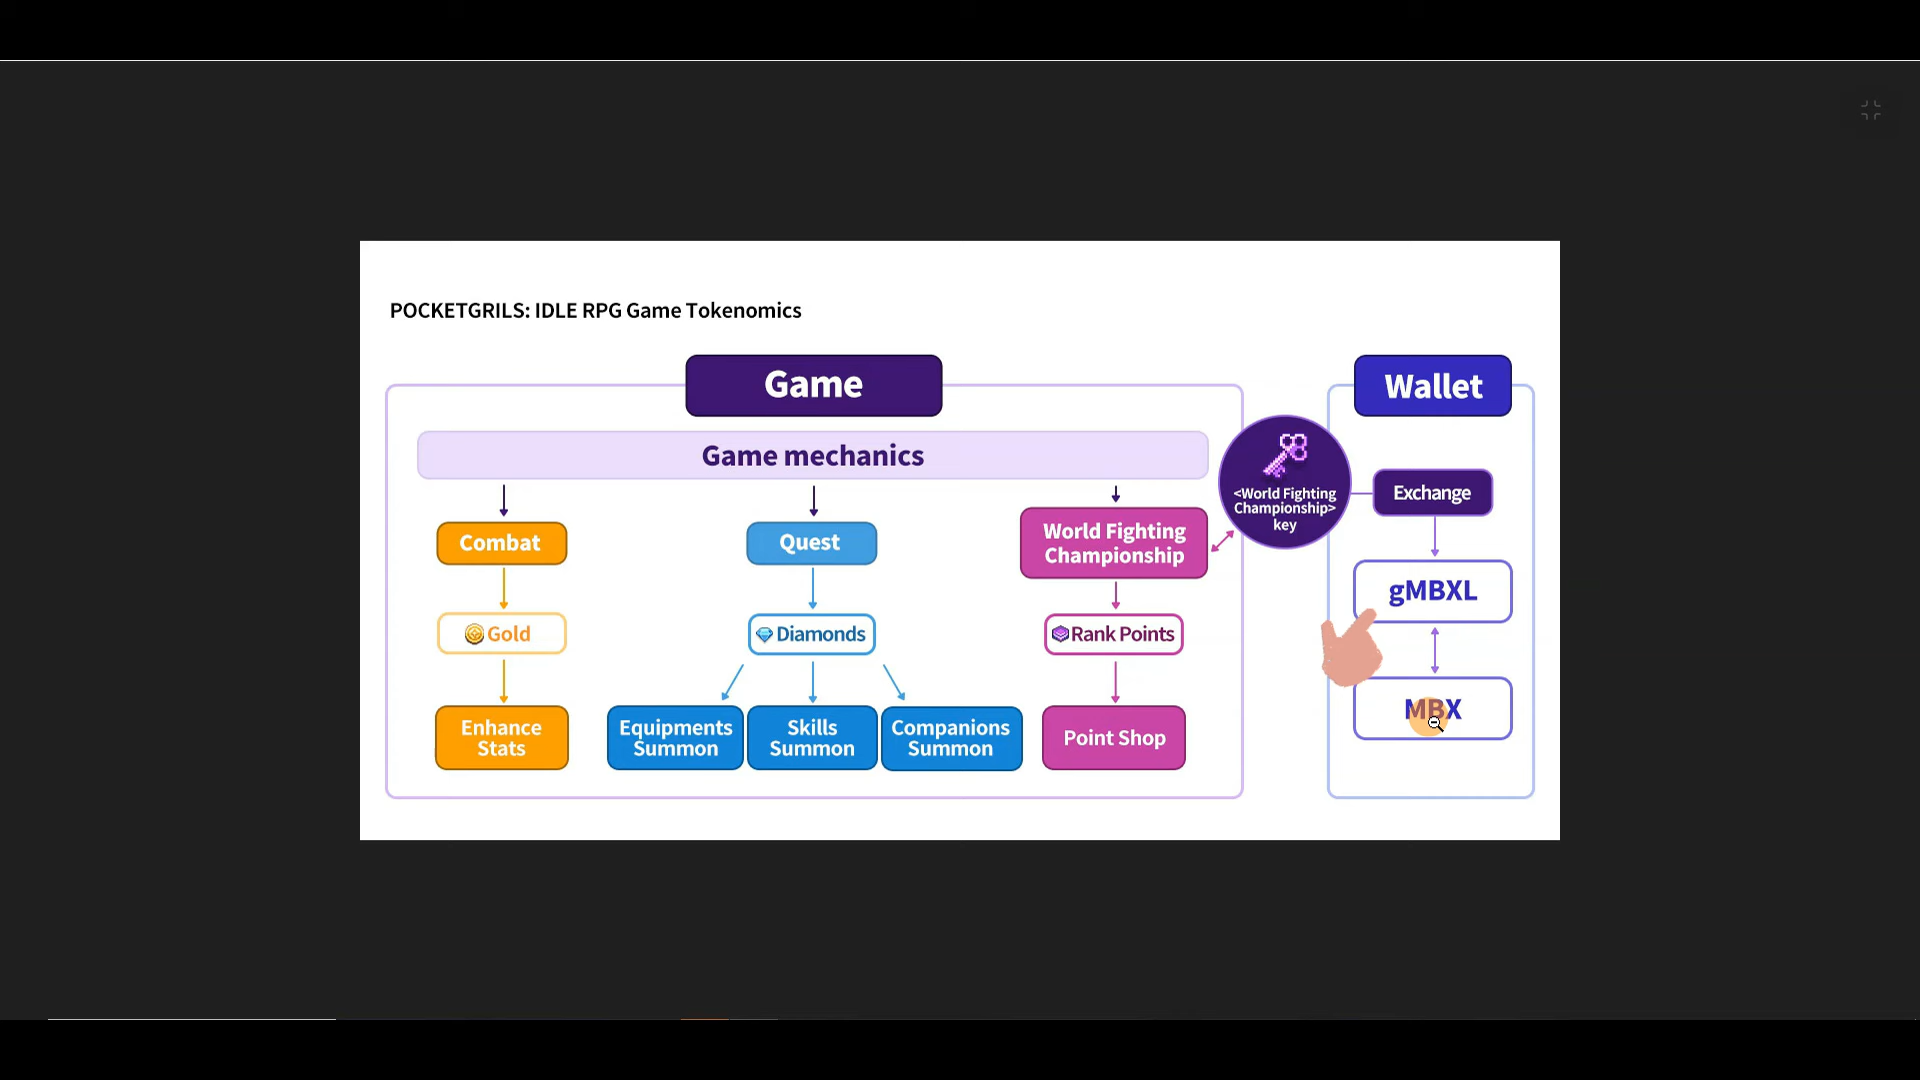 POCKETGRILS: IDLE RPG Game Tokenomics
Game
Wallet
Game mechanics
<World Fighting
Championship>
key
Exchange
Combat
Quest
World Fighting
Championship
gMBXL
Gold
Diamonds
Rank Points
MBX
Enhance
Stats
Equipments
Summon
Skills
Summon
Companions
Summon
Point Shop